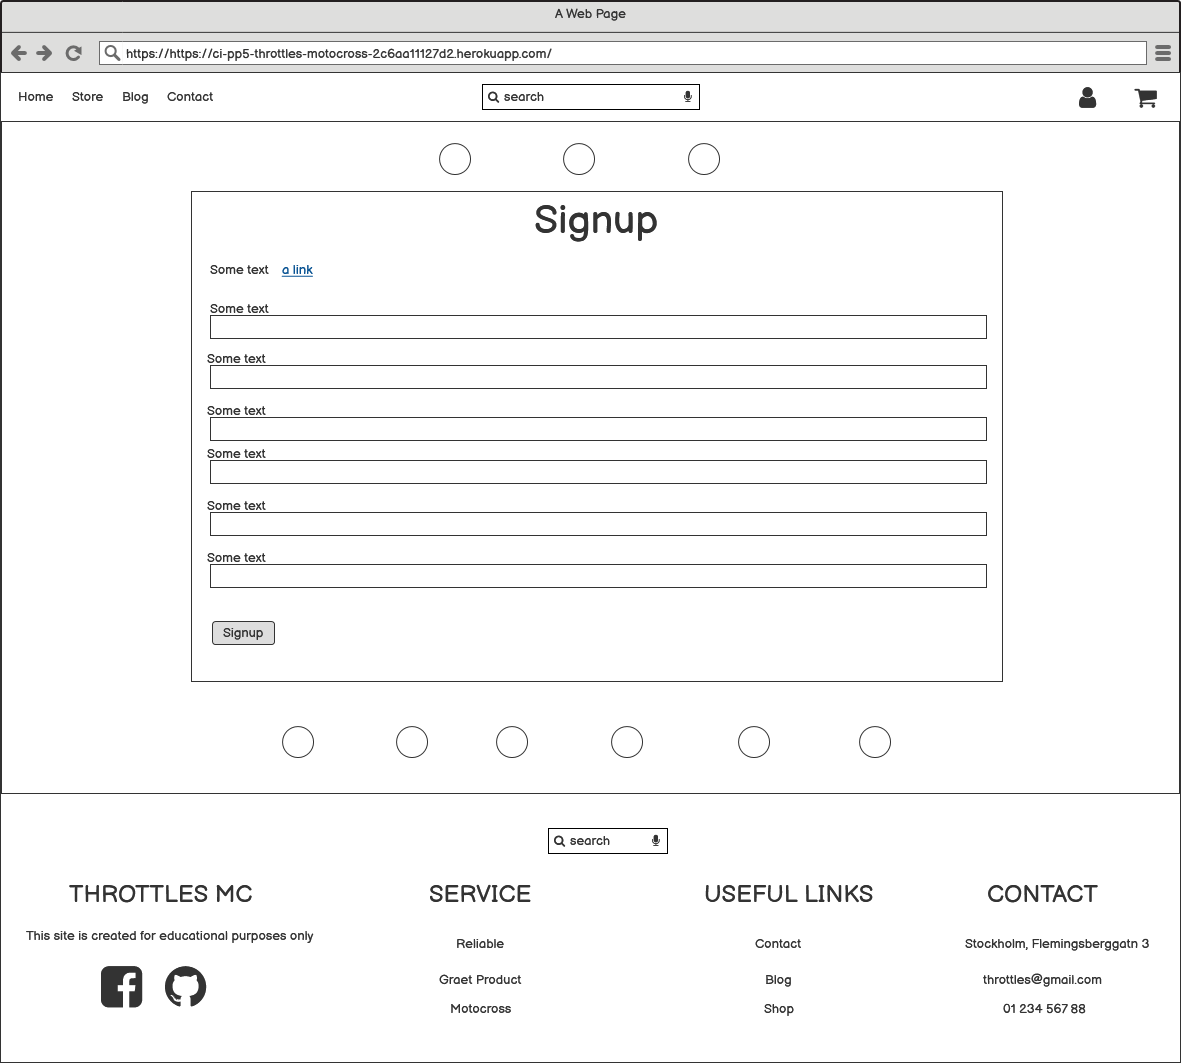 A Web Page
https://https://ci-pp5-throttles-motocross-2c6aa11127d2.herokuapp.com/
Home Store Blog Contact search
Signup
Some text a link
Some text
Some text
Some text
Some text
Some text
Some text
Signup
search
THROTTLES MC SERVICE USEFUL LINKS CONTACT
This site is created for educational purposes only
Reliable Contact Stockholm, Flemingsberggatn 3
Graet Product Blog throttles@gmail.com
Motocross Shop 01 234 567 88